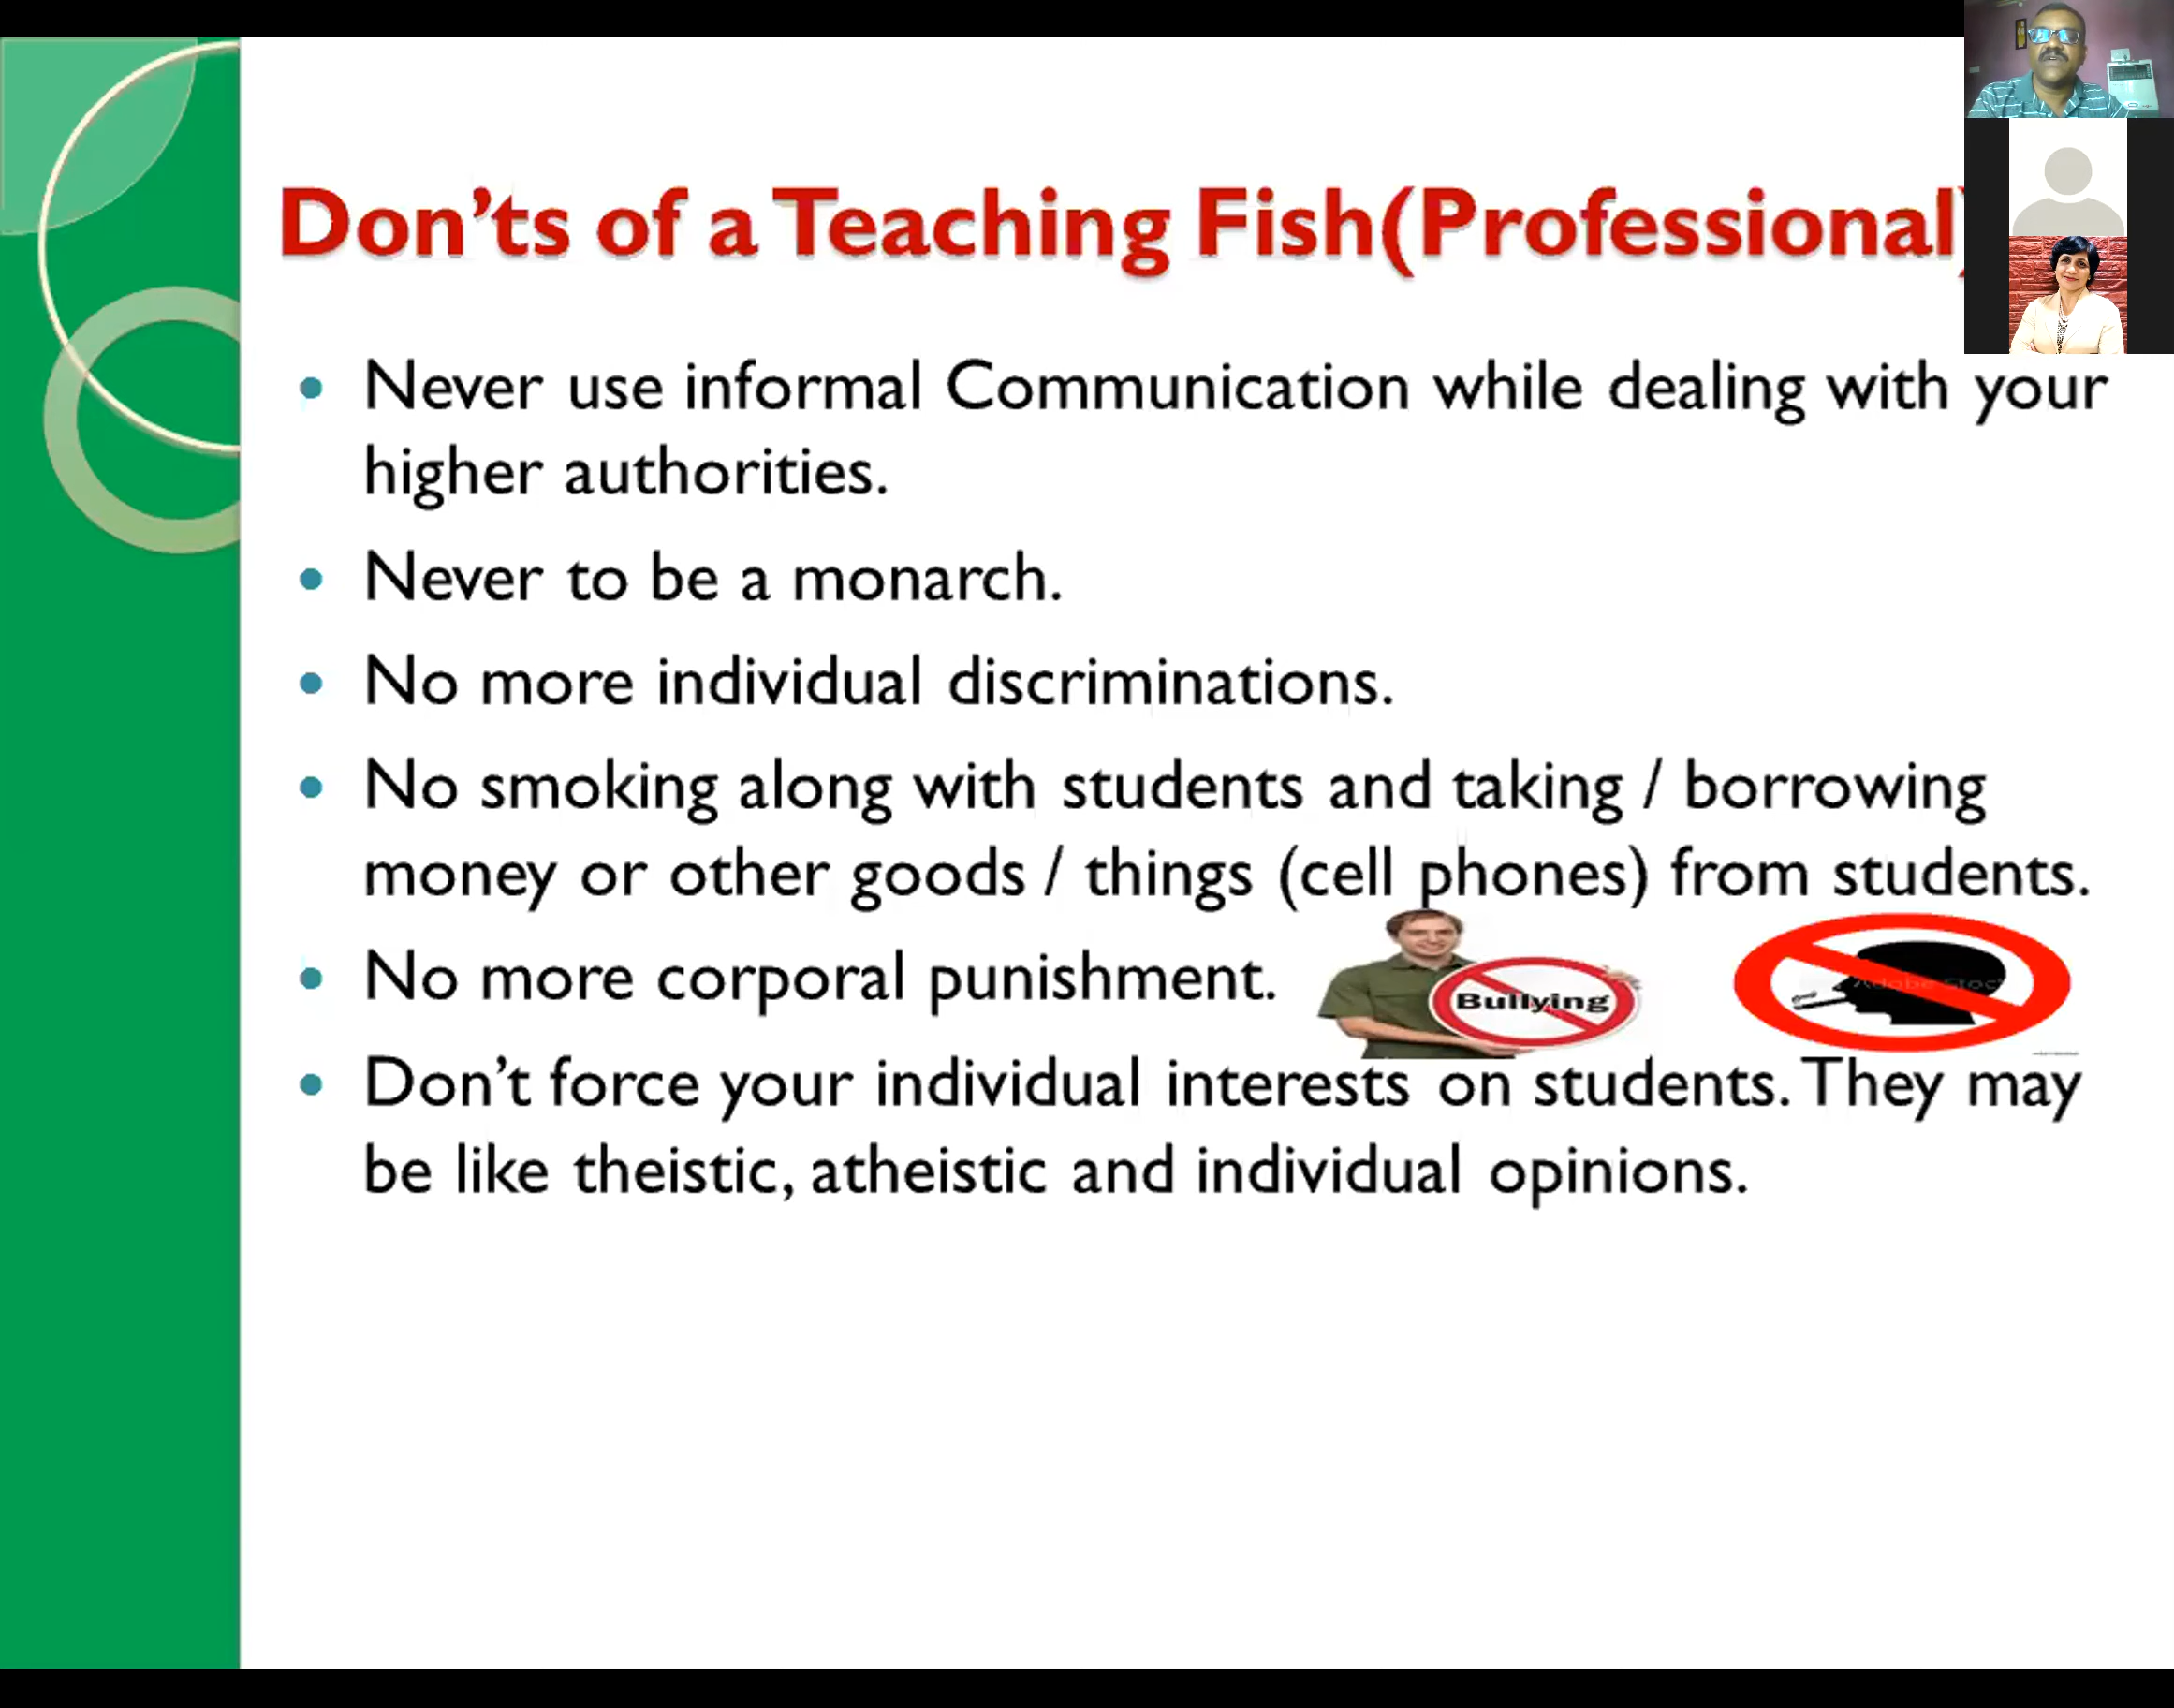 Don'ts of a Teaching Fish(Professional)
Never use informal Communication while dealing with your
higher authorities.
Never to be a monarch.
No more individual discriminations.
No smoking along with students and taking / borrowing
money or other goods / things (cell phones) from students.
No more corporal punishment.
Bullying
Adobe Stock
Don't force your individual interests on students. They may
be like theistic, atheistic and individual opinions.